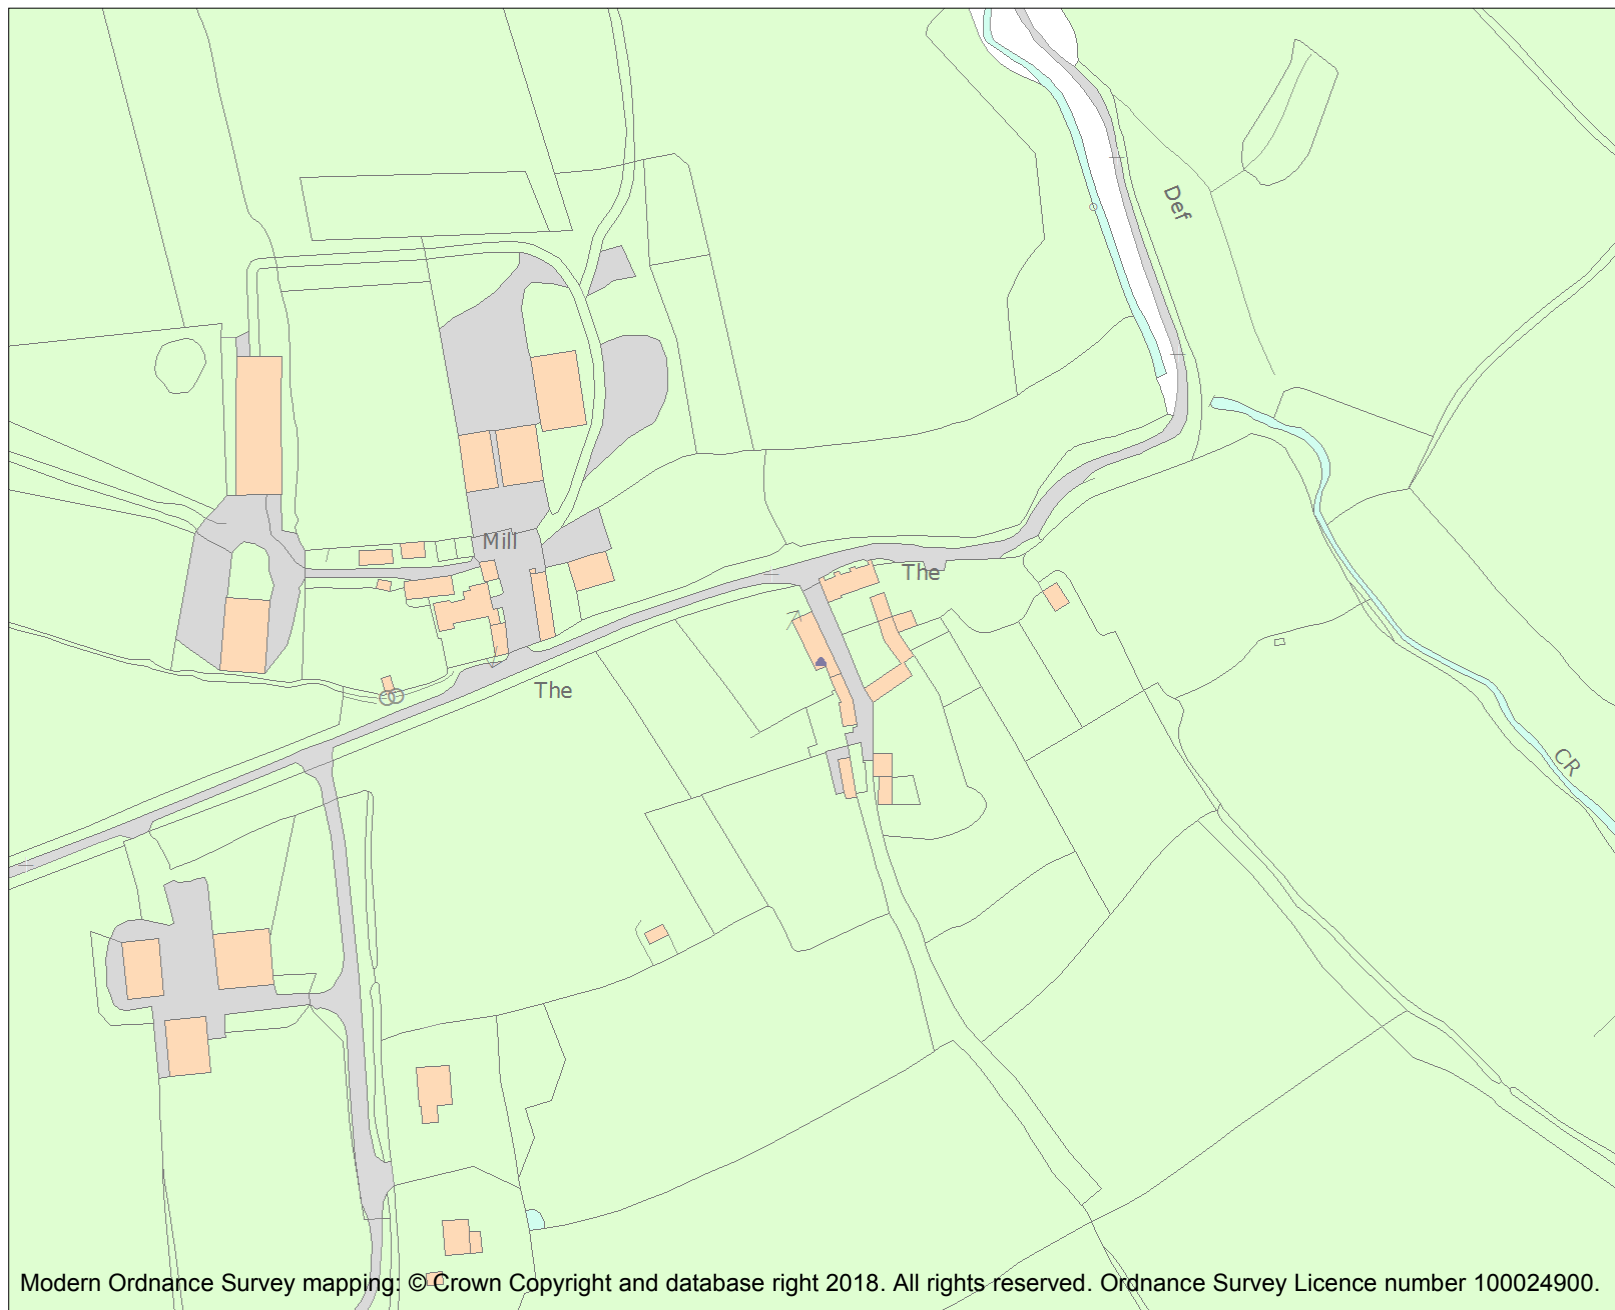 Def
Mill
The
The
CR
Modern Ordnance Survey mapping: © Crown Copyright and database right 2018. All rights reserved. Ordnance Survey Licence number 100024900.